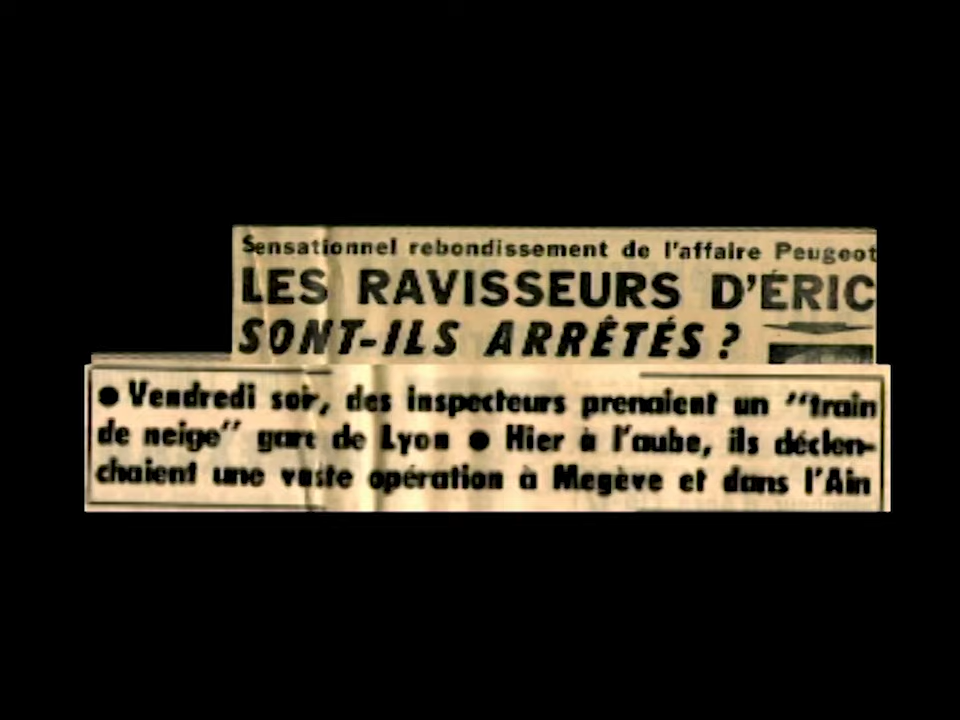 Sensationnel rebondissement de l'affaire Peugeot
LES RAVISSEURS D'ÉRIC
SONT-ILS ARRÊTÉS ?
● Vendredi soir, des inspecteurs prenaient un "train
de neige" gare de Lyon ● Hier à l'aube, ils déclen-
chaient une vaste opération à Megève et dans l'Ain